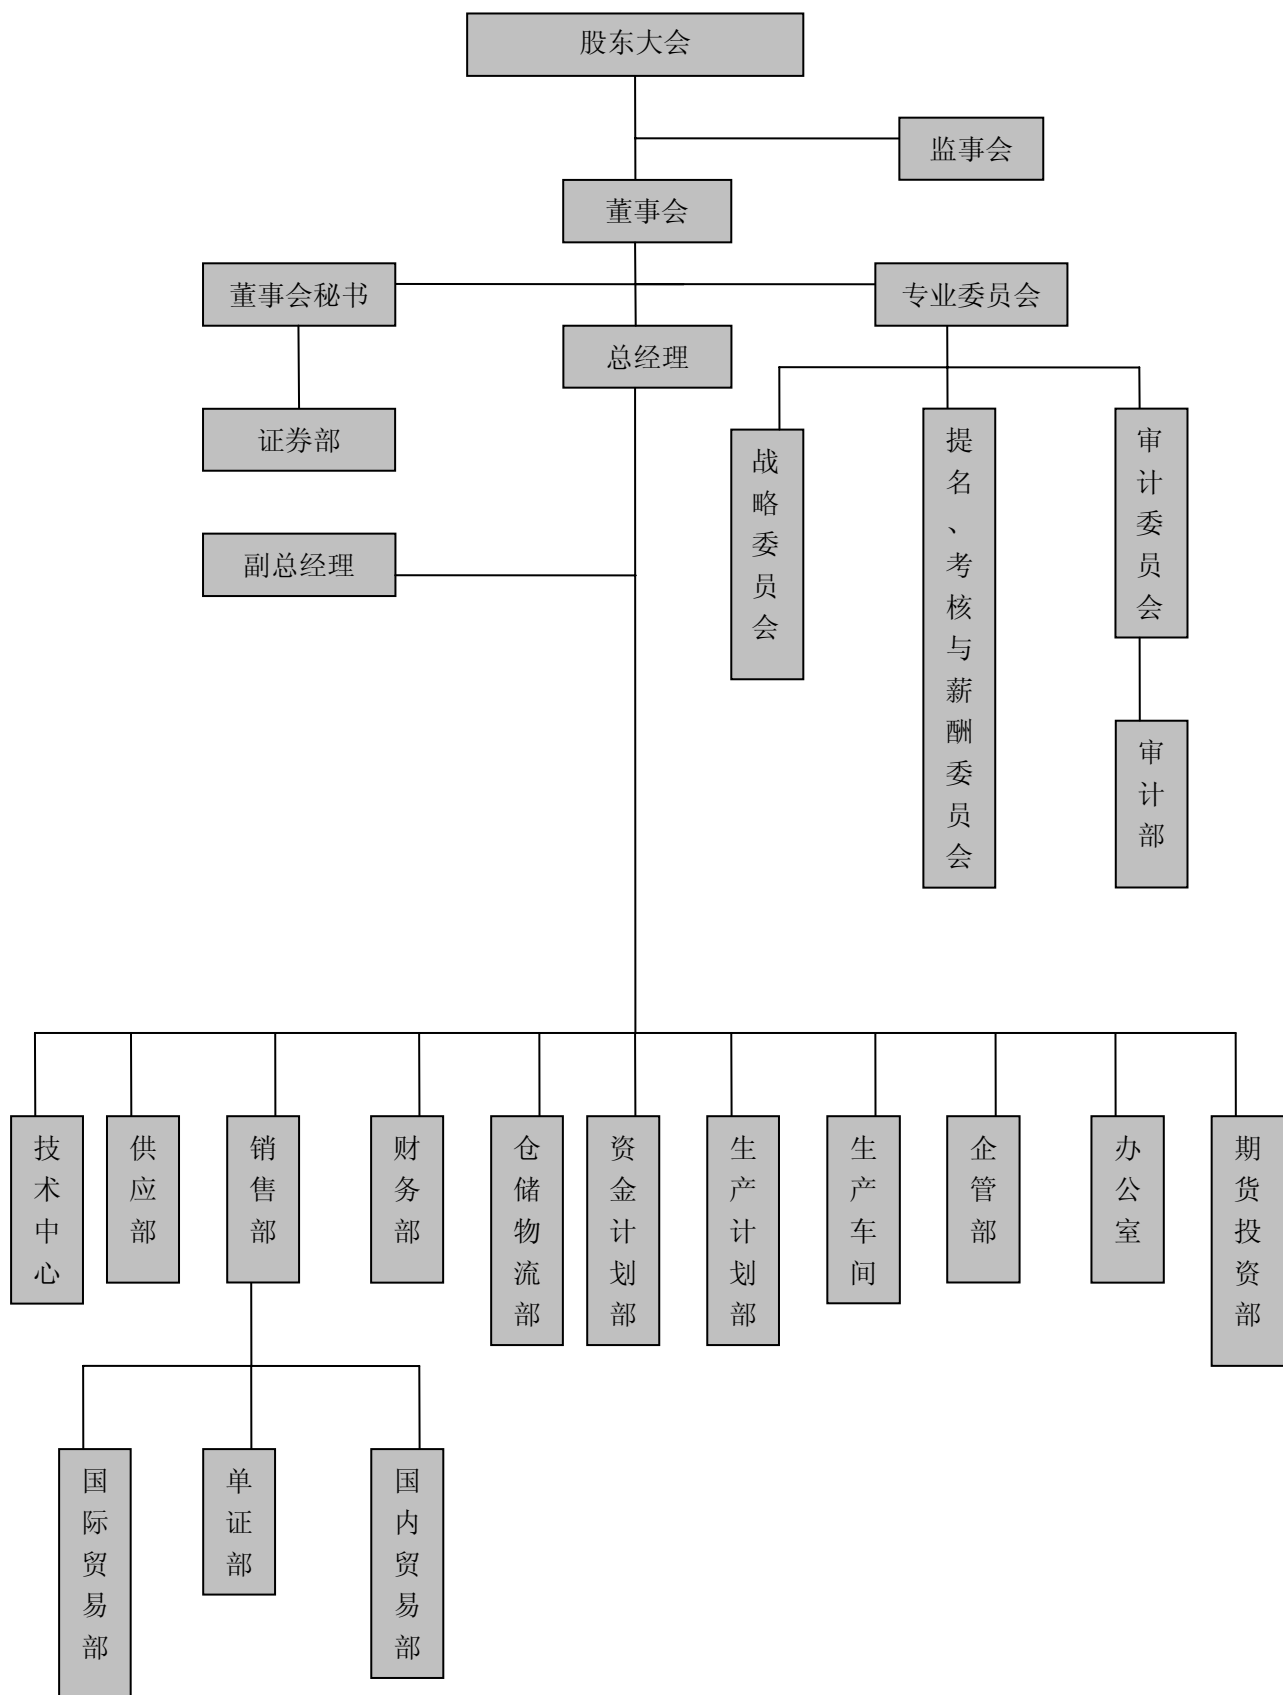 股东大会
监事会
董事会
董事会秘书
专业委员会
总经理
证券部
战略委员会
提名、考核与薪酬委员会
审计委员会
副总经理
审计部
技术中心
供应部
销售部
财务部
仓储物流部
资金计划部
生产计划部
生产车间
企管部
办公室
期货投资部
国际贸易部
单证部
国内贸易部